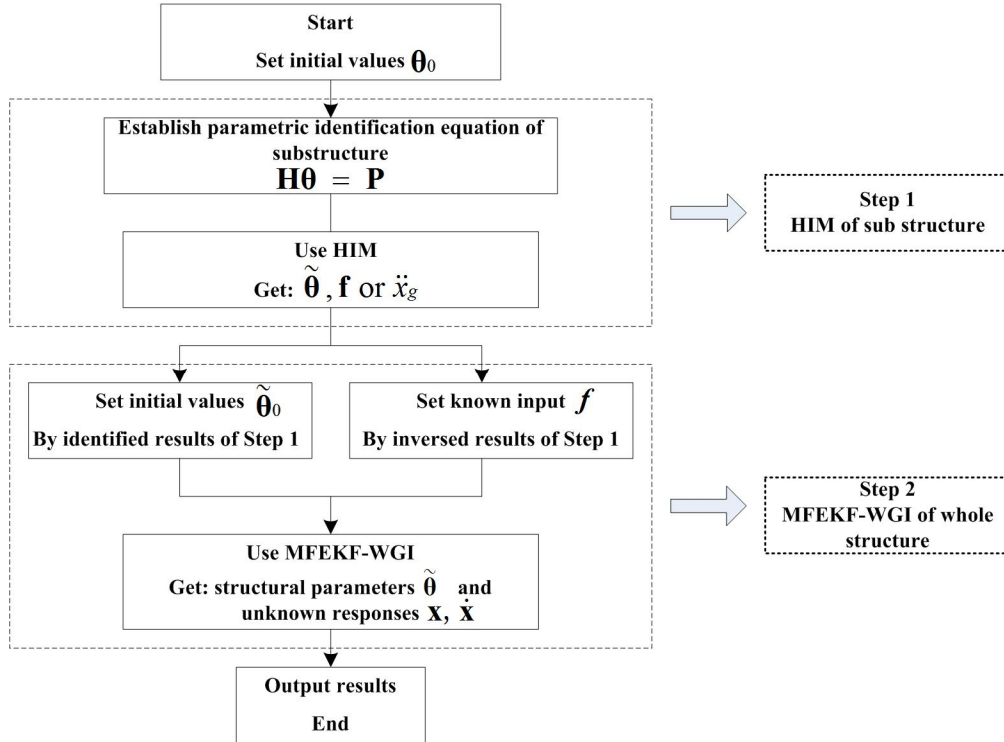 Start
Set initial values θ₀
Establish parametric identification equation of
substructure
Hθ = P
Use HIM
Get: θ̃ , f or ẍg
Step 1
HIM of sub structure
Set initial values θ̃₀
By identified results of Step 1
Set known input f
By inversed results of Step 1
Use MFEKF-WGI
Get: structural parameters θ̃ and
unknown responses x, ẋ
Step 2
MFEKF-WGI of whole
structure
Output results
End